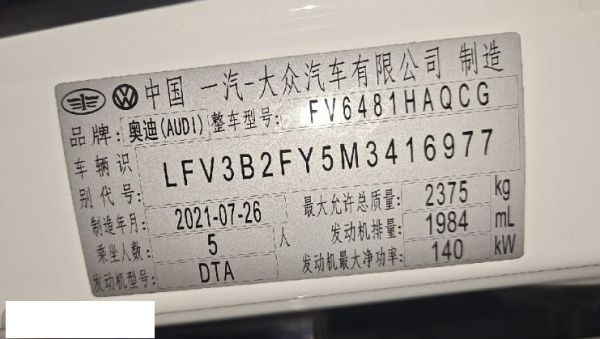 中国 一汽-大众汽车有限公司 制造
品牌: 奥迪(AUDI) 整车型号: FV6481HAQCG
车辆识别代号: LFV3B2FY5M3416977
制造年月: 2021-07-26 最大允许总质量: 2375 kg
乘坐人数: 5 人 发动机排量: 1984 mL
发动机型号: DTA 发动机最大净功率: 140 kW